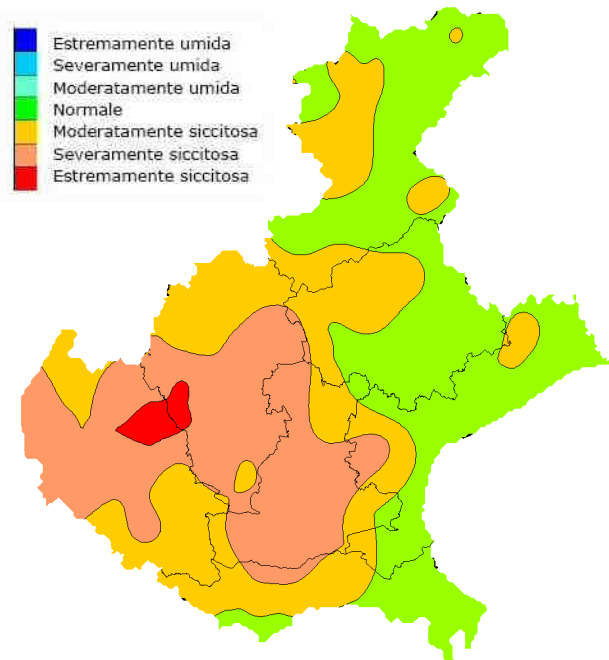 Estremamente umida
Severamente umida
Moderatamente umida
Normale
Moderatamente siccitosa
Severamente siccitosa
Estremamente siccitosa